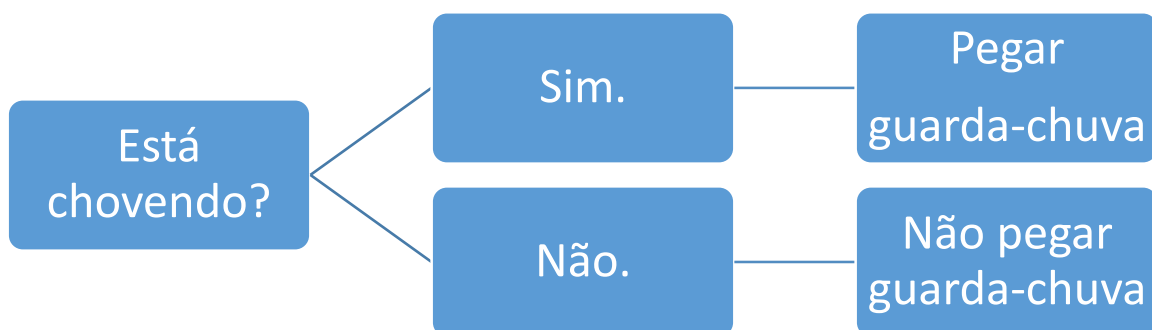 Está
chovendo?
Sim.
Pegar
guarda-chuva
Não.
Não pegar
guarda-chuva